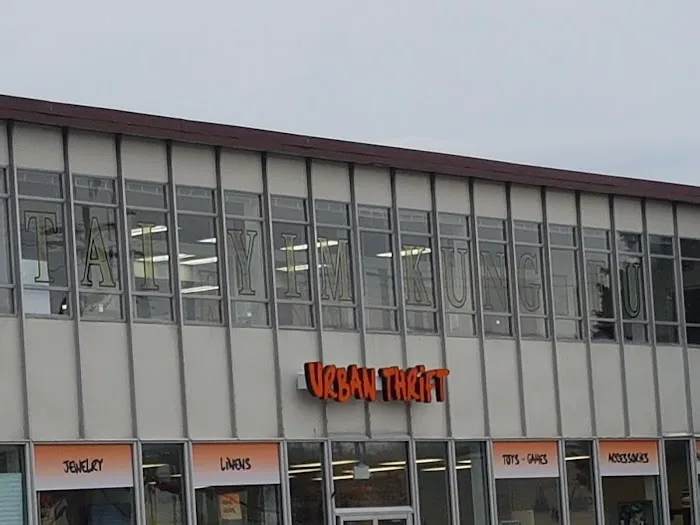 TAI YIM KUNG FU
URBAN THRIFT
JEWELRY
LINENS
TOYS - GAMES
ACCESSORIES